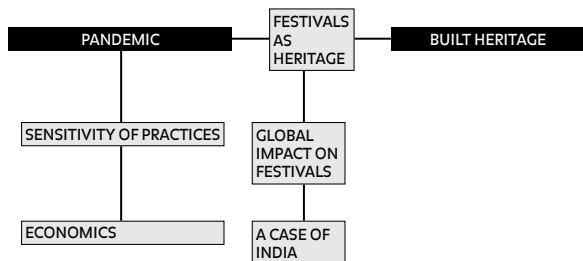 PANDEMIC
FESTIVALS
AS
HERITAGE
BUILT HERITAGE
SENSITIVITY OF PRACTICES
GLOBAL
IMPACT ON
FESTIVALS
ECONOMICS
A CASE OF
INDIA